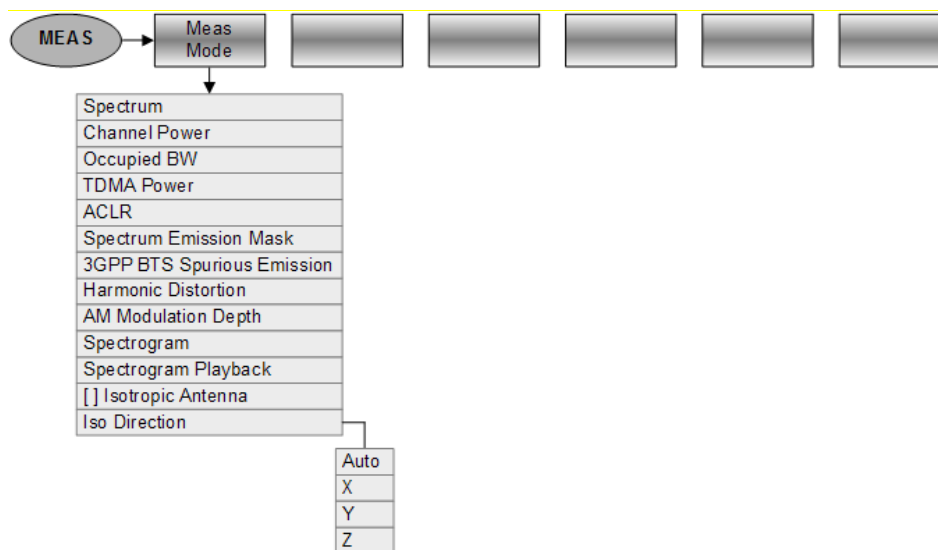 MEAS
Meas
Mode
Spectrum
Channel Power
Occupied BW
TDMA Power
ACLR
Spectrum Emission Mask
3GPP BTS Spurious Emission
Harmonic Distortion
AM Modulation Depth
Spectrogram
Spectrogram Playback
[ ] Isotropic Antenna
Iso Direction
Auto
X
Y
Z